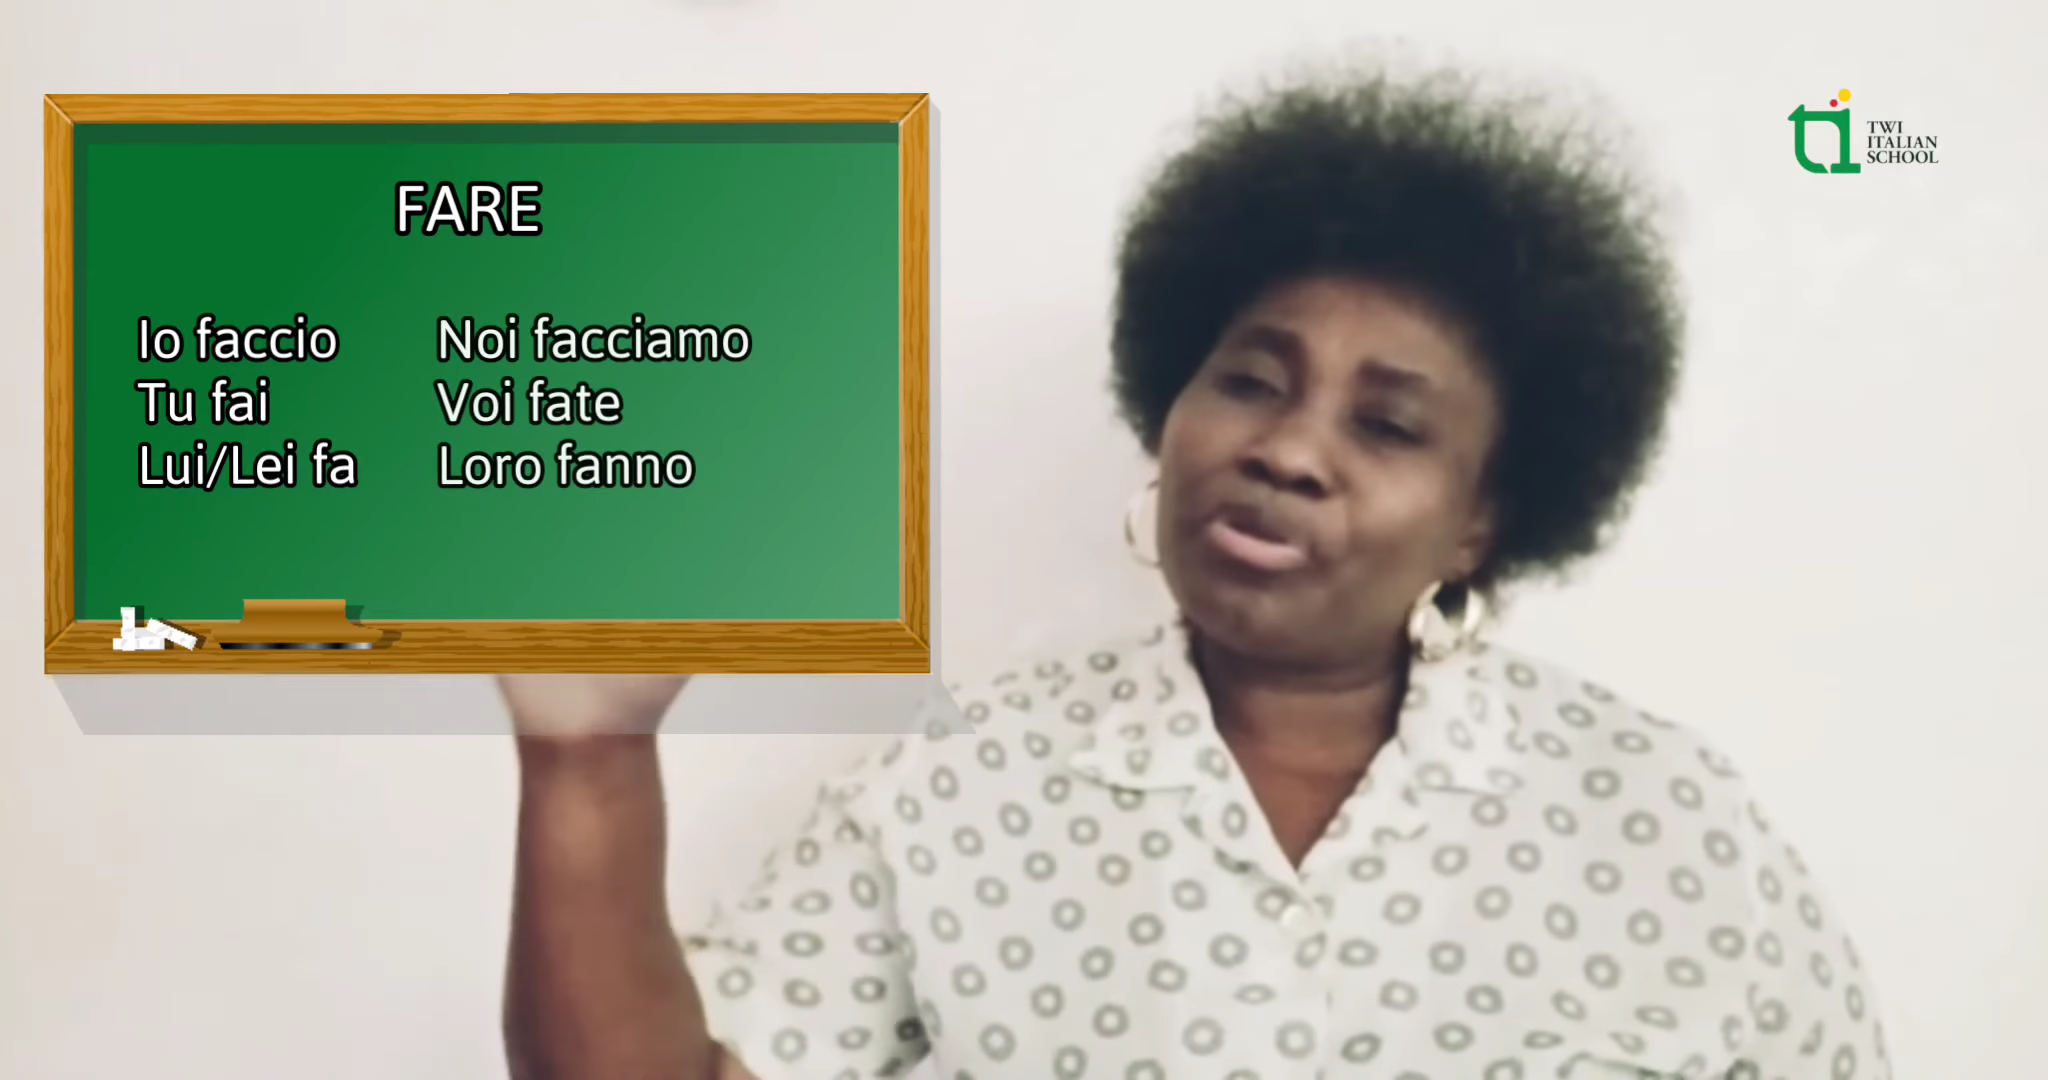 FARE
Io faccio
Tu fai
Lui/Lei fa
Noi facciamo
Voi fate
Loro fanno
TWI
ITALIAN
SCHOOL